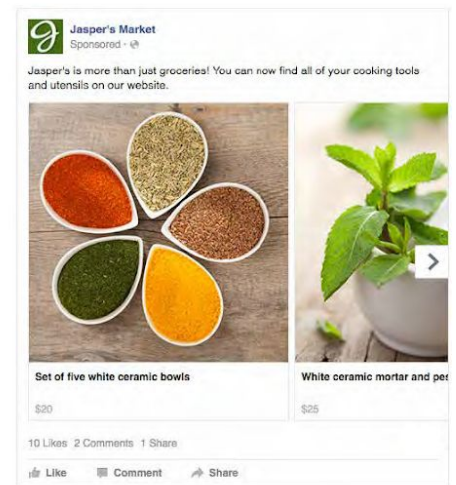 Jasper's Market
Sponsored ·
Jasper's is more than just groceries! You can now find all of your cooking tools
and utensils on our website.
Set of five white ceramic bowls
$20
White ceramic mortar and pes
$25
10 Likes 2 Comments 1 Share
Like Comment Share